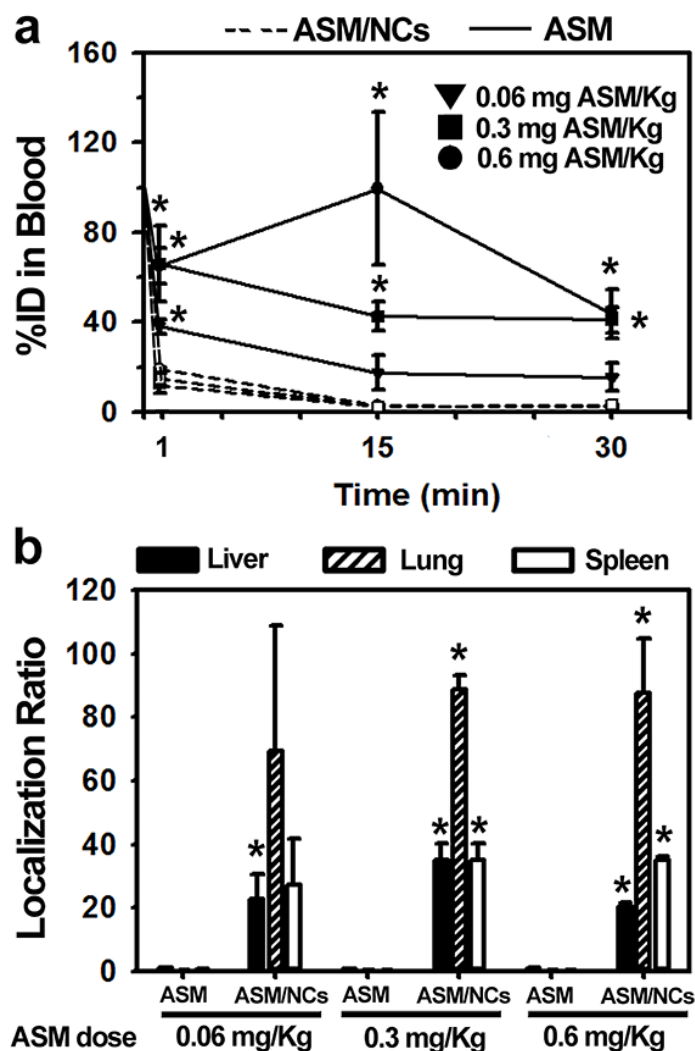 a
ASM/NCs ASM
160
120
80
40
0
%ID in Blood
0.06 mg ASM/Kg
0.3 mg ASM/Kg
0.6 mg ASM/Kg
* * * * * * *
1 15 30
Time (min)
b
Liver Lung Spleen
120
100
80
60
40
20
0
Localization Ratio
* * * * * * *
ASM ASM/NCs ASM ASM/NCs ASM ASM/NCs
ASM dose 0.06 mg/Kg 0.3 mg/Kg 0.6 mg/Kg